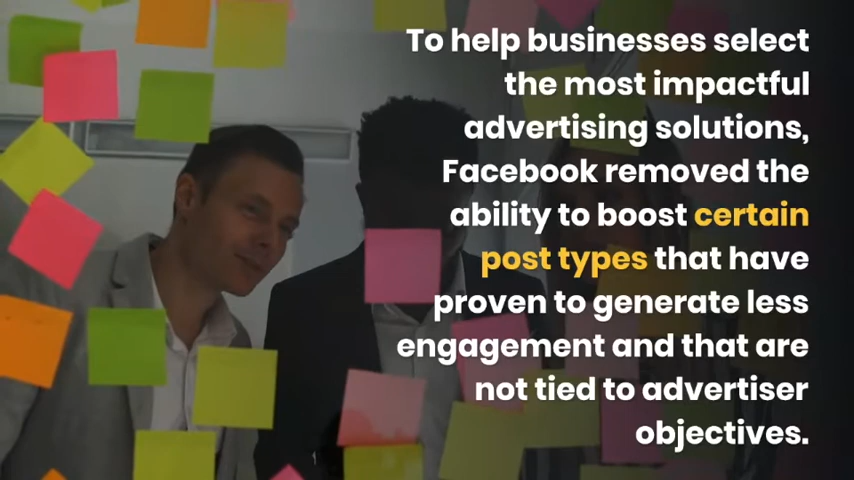 To help businesses select
the most impactful
advertising solutions,
Facebook removed the
ability to boost certain
post types that have
proven to generate less
engagement and that are
not tied to advertiser
objectives.